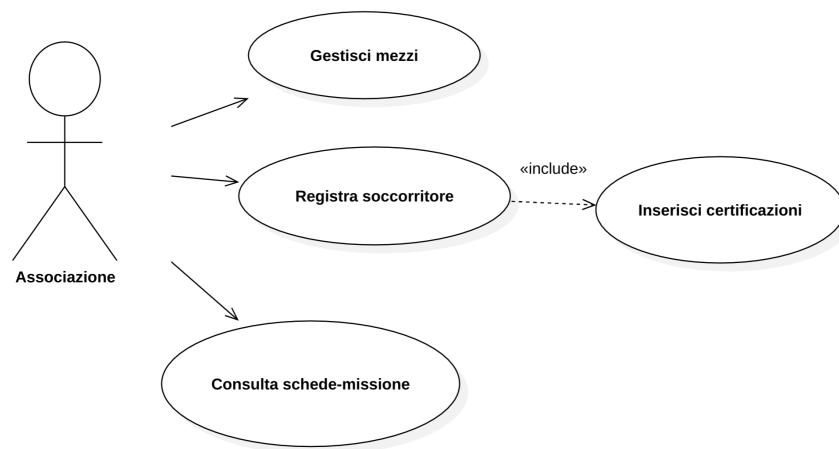 Gestisci mezzi
«include»
Registra soccorritore
Inserisci certificazioni
Associazione
Consulta schede-missione